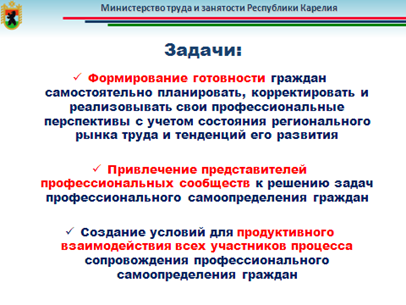 Министерство труда и занятости Республики Карелия
Задачи:
✓ Формирование готовности граждан
самостоятельно планировать, корректировать и
реализовывать свои профессиональные
перспективы с учетом состояния регионального
рынка труда и тенденций его развития
✓ Привлечение представителей
профессиональных сообществ к решению задач
профессионального самоопределения граждан
✓ Создание условий для продуктивного
взаимодействия всех участников процесса
сопровождения профессионального
самоопределения граждан